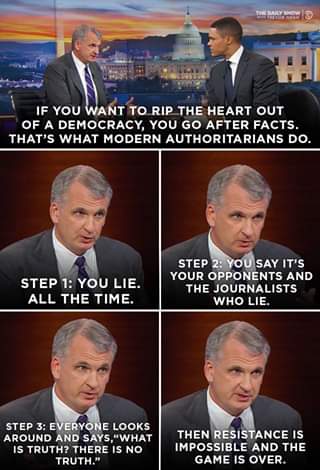 THE DAILY SHOW
WITH TREVOR NOAH
IF YOU WANT TO RIP THE HEART OUT
OF A DEMOCRACY, YOU GO AFTER FACTS.
THAT'S WHAT MODERN AUTHORITARIANS DO.
STEP 1: YOU LIE.
ALL THE TIME.
STEP 2: YOU SAY IT'S
YOUR OPPONENTS AND
THE JOURNALISTS
WHO LIE.
STEP 3: EVERYONE LOOKS
AROUND AND SAYS,"WHAT
IS TRUTH? THERE IS NO
TRUTH."
THEN RESISTANCE IS
IMPOSSIBLE AND THE
GAME IS OVER.